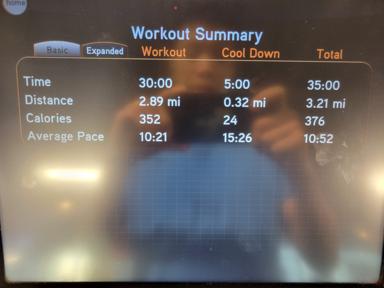 home
Workout Summary
Basic Expanded Workout Cool Down Total
Time 30:00 5:00 35:00
Distance 2.89 mi 0.32 mi 3.21 mi
Calories 352 24 376
Average Pace 10:21 15:26 10:52